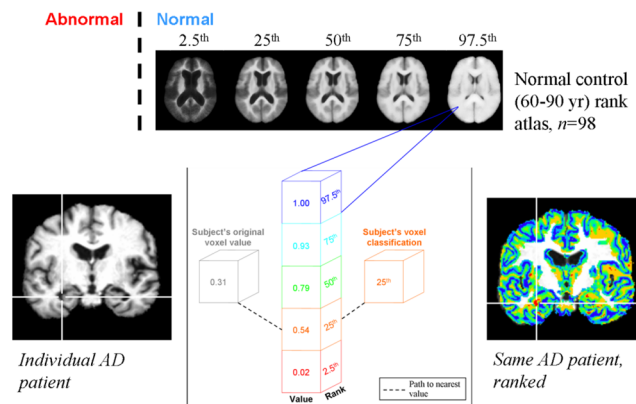 Abnormal
Normal
2.5th
25th
50th
75th
97.5th
Normal control
(60-90 yr) rank
atlas, n=98
1.00
97.5th
0.93
75th
0.79
50th
0.54
25th
0.02
2.5th
Value
Rank
Subject's original
voxel value
0.31
Subject's voxel
classification
25th
Path to nearest
value
Individual AD
patient
Same AD patient,
ranked